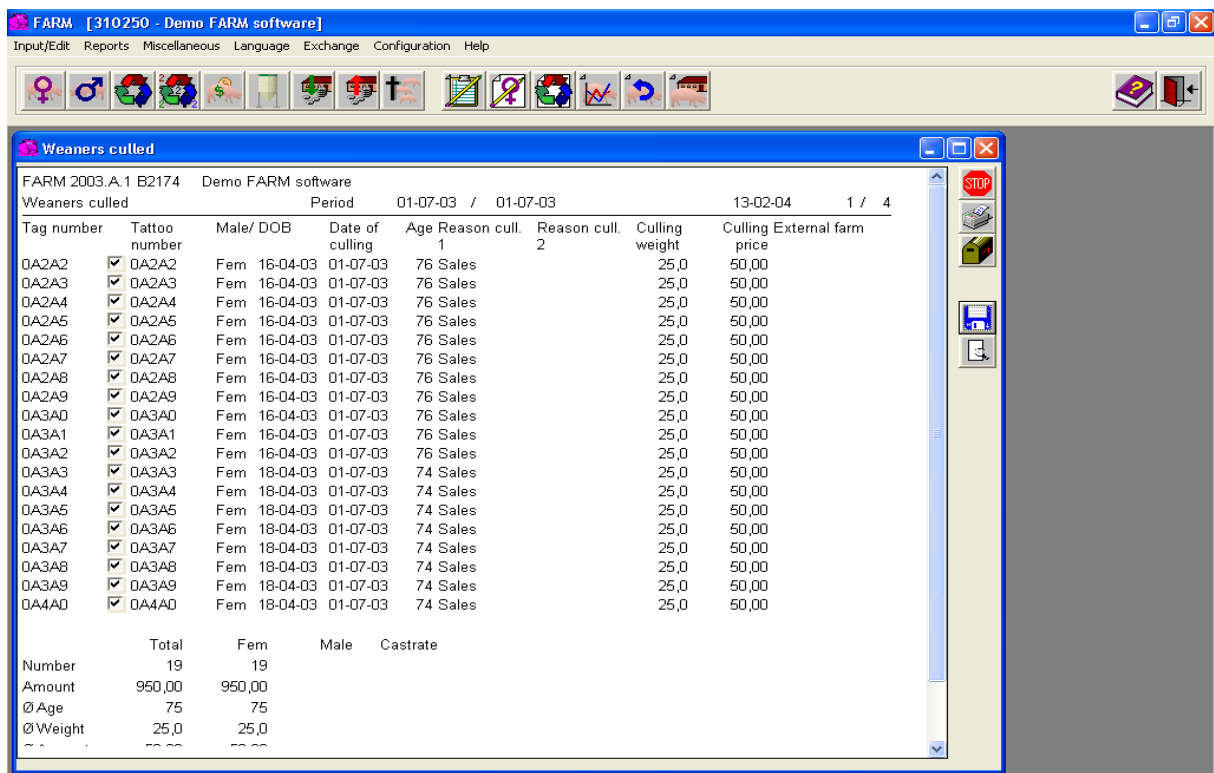 FARM [310250 - Demo FARM software]
Input/Edit Reports Miscellaneous Language Exchange Configuration Help
STOP
Weaners culled
FARM 2003.A.1 B2174 Demo FARM software
Weaners culled Period 01-07-03 / 01-07-03 13-02-04 1 / 4
Tag number Tattoo Male/ DOB Date of Age Reason cull. Reason cull. Culling Culling External farm
number culling 1 2 weight price
0A2A2 0A2A2 Fem 16-04-03 01-07-03 76 Sales 25,0 50,00
0A2A3 0A2A3 Fem 16-04-03 01-07-03 76 Sales 25,0 50,00
0A2A4 0A2A4 Fem 16-04-03 01-07-03 76 Sales 25,0 50,00
0A2A5 0A2A5 Fem 16-04-03 01-07-03 76 Sales 25,0 50,00
0A2A6 0A2A6 Fem 16-04-03 01-07-03 76 Sales 25,0 50,00
0A2A7 0A2A7 Fem 16-04-03 01-07-03 76 Sales 25,0 50,00
0A2A8 0A2A8 Fem 16-04-03 01-07-03 76 Sales 25,0 50,00
0A2A9 0A2A9 Fem 16-04-03 01-07-03 76 Sales 25,0 50,00
0A3A0 0A3A0 Fem 16-04-03 01-07-03 76 Sales 25,0 50,00
0A3A1 0A3A1 Fem 16-04-03 01-07-03 76 Sales 25,0 50,00
0A3A2 0A3A2 Fem 16-04-03 01-07-03 76 Sales 25,0 50,00
0A3A3 0A3A3 Fem 18-04-03 01-07-03 74 Sales 25,0 50,00
0A3A4 0A3A4 Fem 18-04-03 01-07-03 74 Sales 25,0 50,00
0A3A5 0A3A5 Fem 18-04-03 01-07-03 74 Sales 25,0 50,00
0A3A6 0A3A6 Fem 18-04-03 01-07-03 74 Sales 25,0 50,00
0A3A7 0A3A7 Fem 18-04-03 01-07-03 74 Sales 25,0 50,00
0A3A8 0A3A8 Fem 18-04-03 01-07-03 74 Sales 25,0 50,00
0A3A9 0A3A9 Fem 18-04-03 01-07-03 74 Sales 25,0 50,00
0A4A0 0A4A0 Fem 18-04-03 01-07-03 74 Sales 25,0 50,00
Total Fem Male Castrate
Number 19 19
Amount 950,00 950,00
Ø Age 75 75
Ø Weight 25,0 25,0